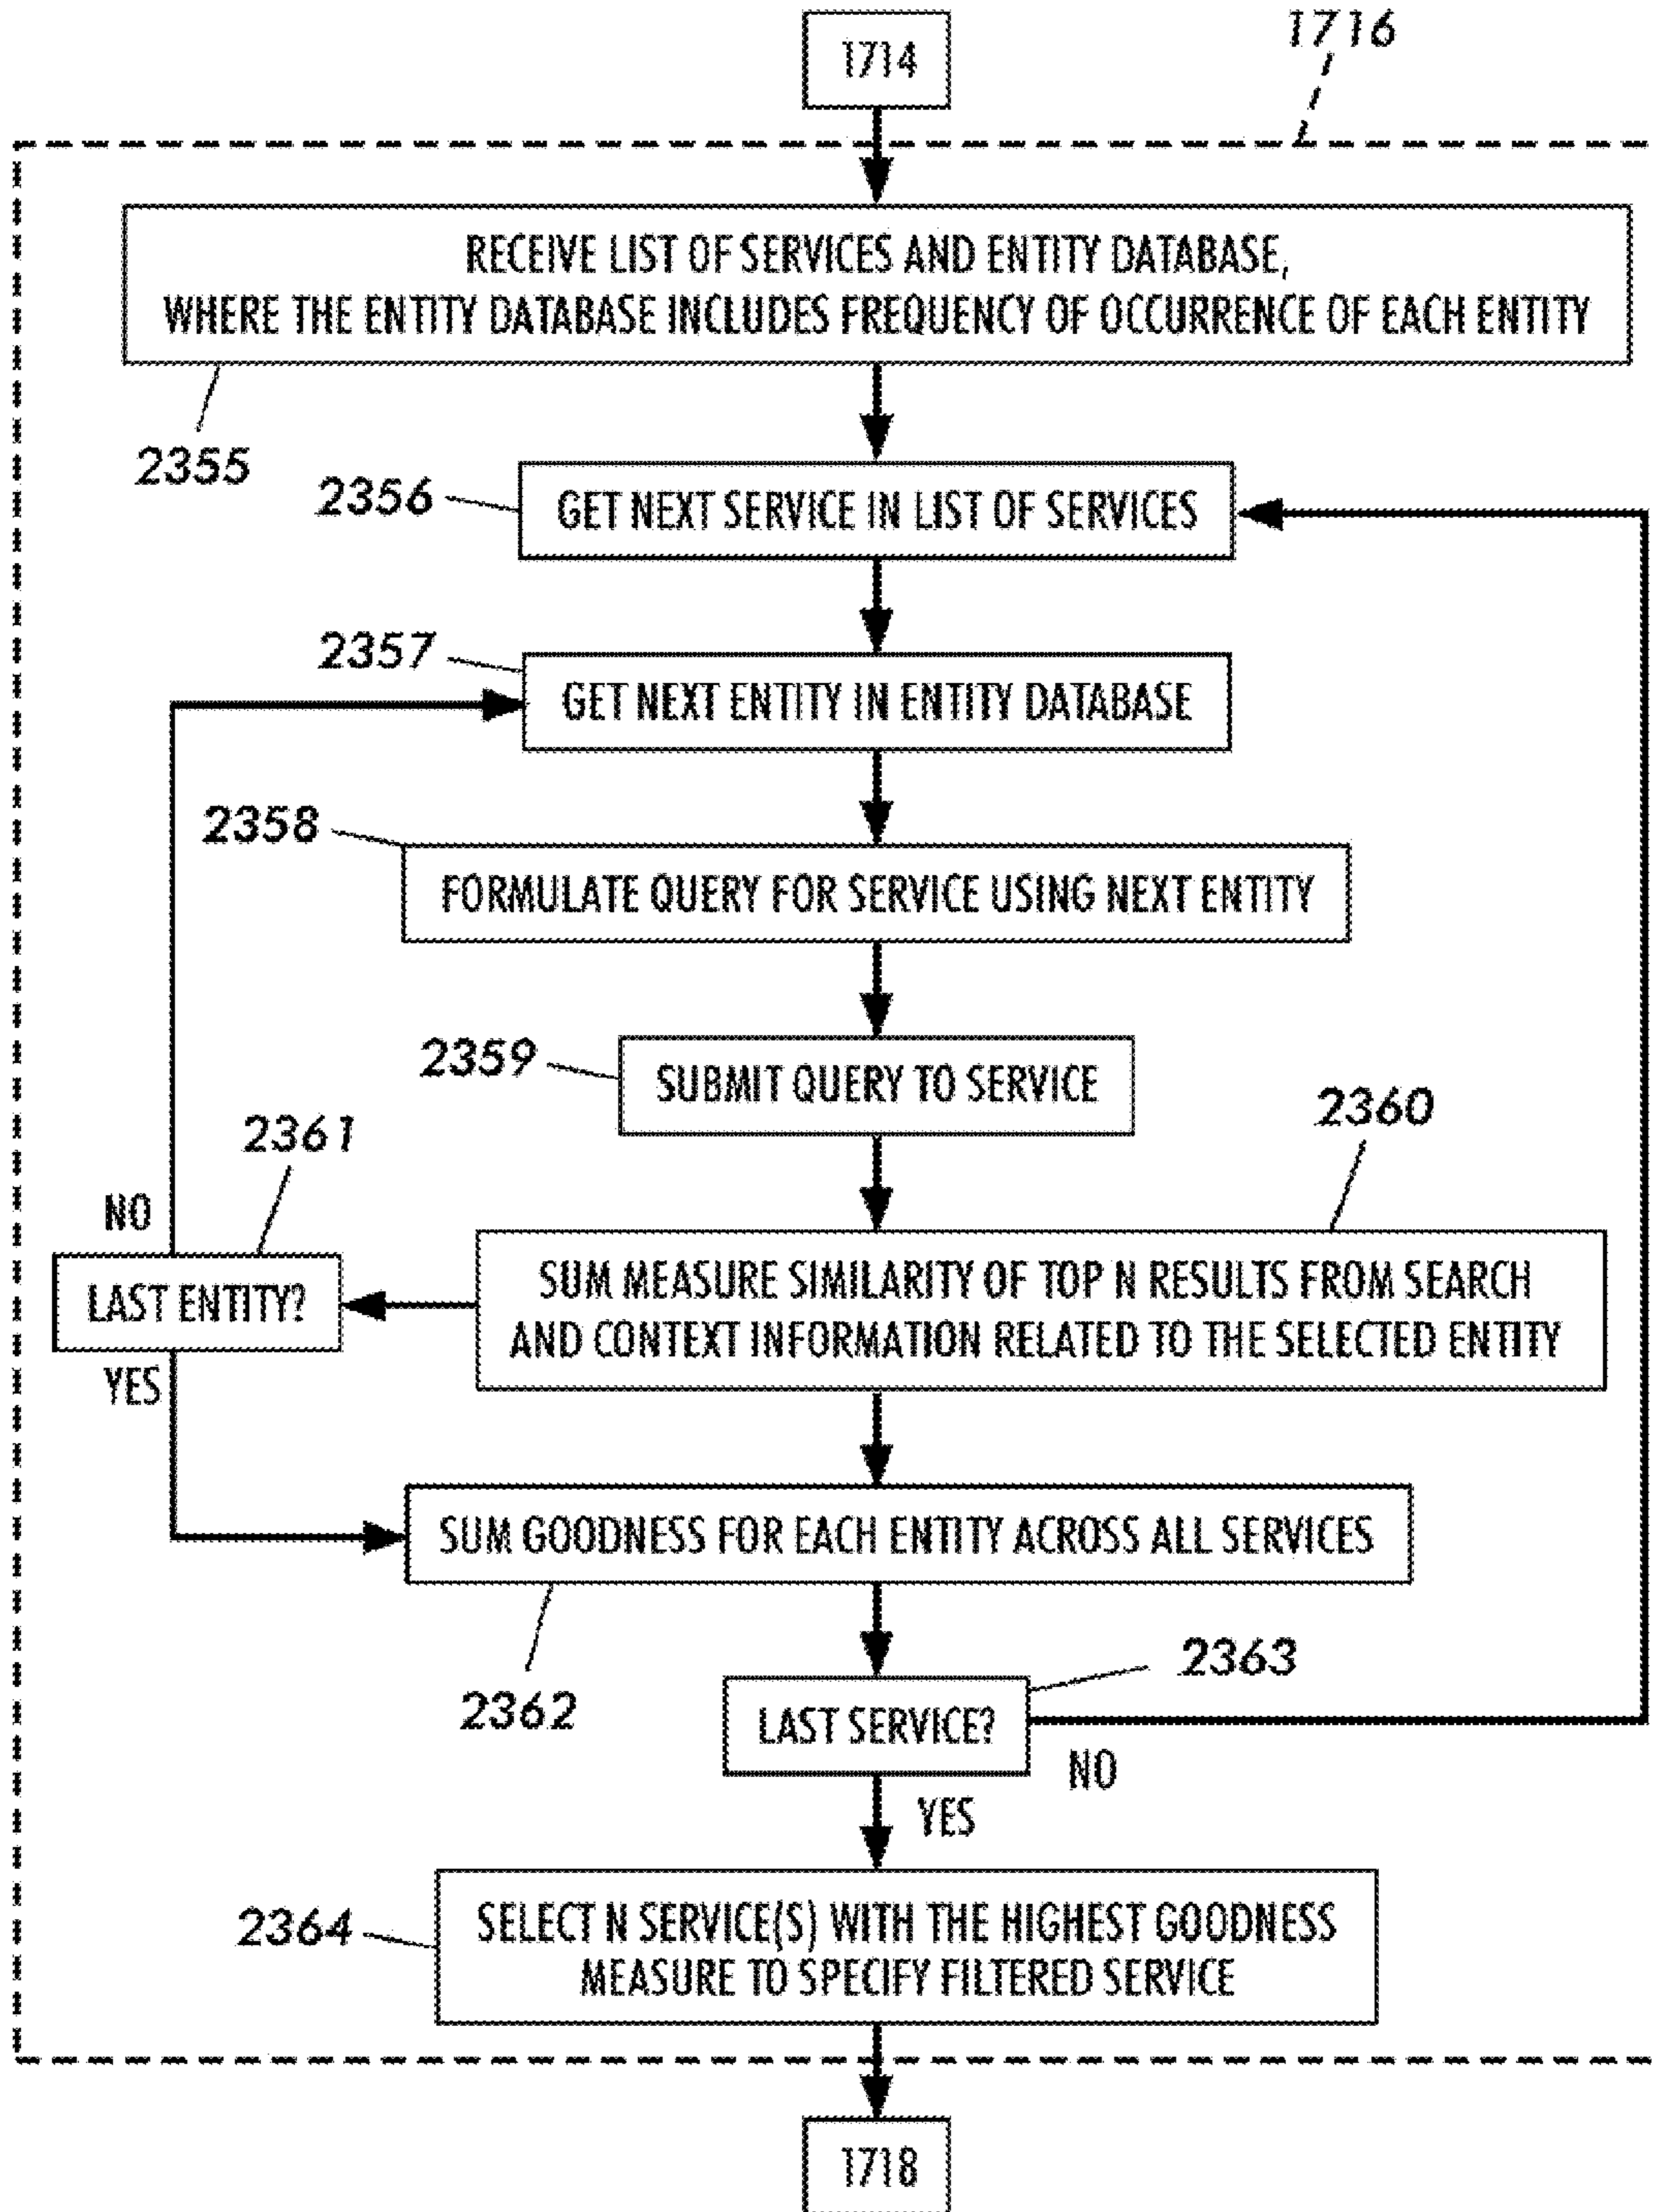 1714
1716
RECEIVE LIST OF SERVICES AND ENTITY DATABASE,
WHERE THE ENTITY DATABASE INCLUDES FREQUENCY OF OCCURRENCE OF EACH ENTITY
2355
2356
GET NEXT SERVICE IN LIST OF SERVICES
2357
GET NEXT ENTITY IN ENTITY DATABASE
2358
FORMULATE QUERY FOR SERVICE USING NEXT ENTITY
2359
SUBMIT QUERY TO SERVICE
2360
2361
NO
LAST ENTITY?
YES
SUM MEASURE SIMILARITY OF TOP N RESULTS FROM SEARCH
AND CONTEXT INFORMATION RELATED TO THE SELECTED ENTITY
SUM GOODNESS FOR EACH ENTITY ACROSS ALL SERVICES
2362
2363
LAST SERVICE?
NO
YES
2364
SELECT N SERVICE(S) WITH THE HIGHEST GOODNESS
MEASURE TO SPECIFY FILTERED SERVICE
1718